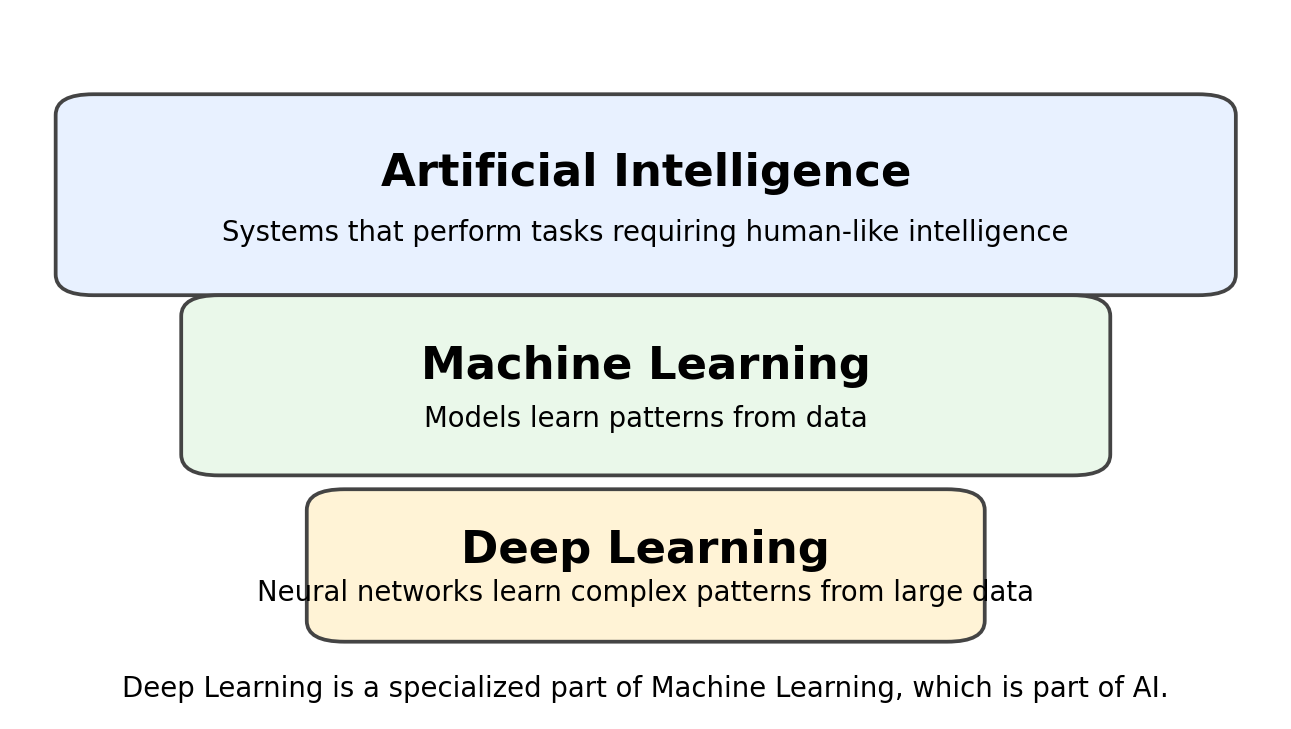 Artificial Intelligence
Systems that perform tasks requiring human-like intelligence
Machine Learning
Models learn patterns from data
Deep Learning
Neural networks learn complex patterns from large data
Deep Learning is a specialized part of Machine Learning, which is part of AI.